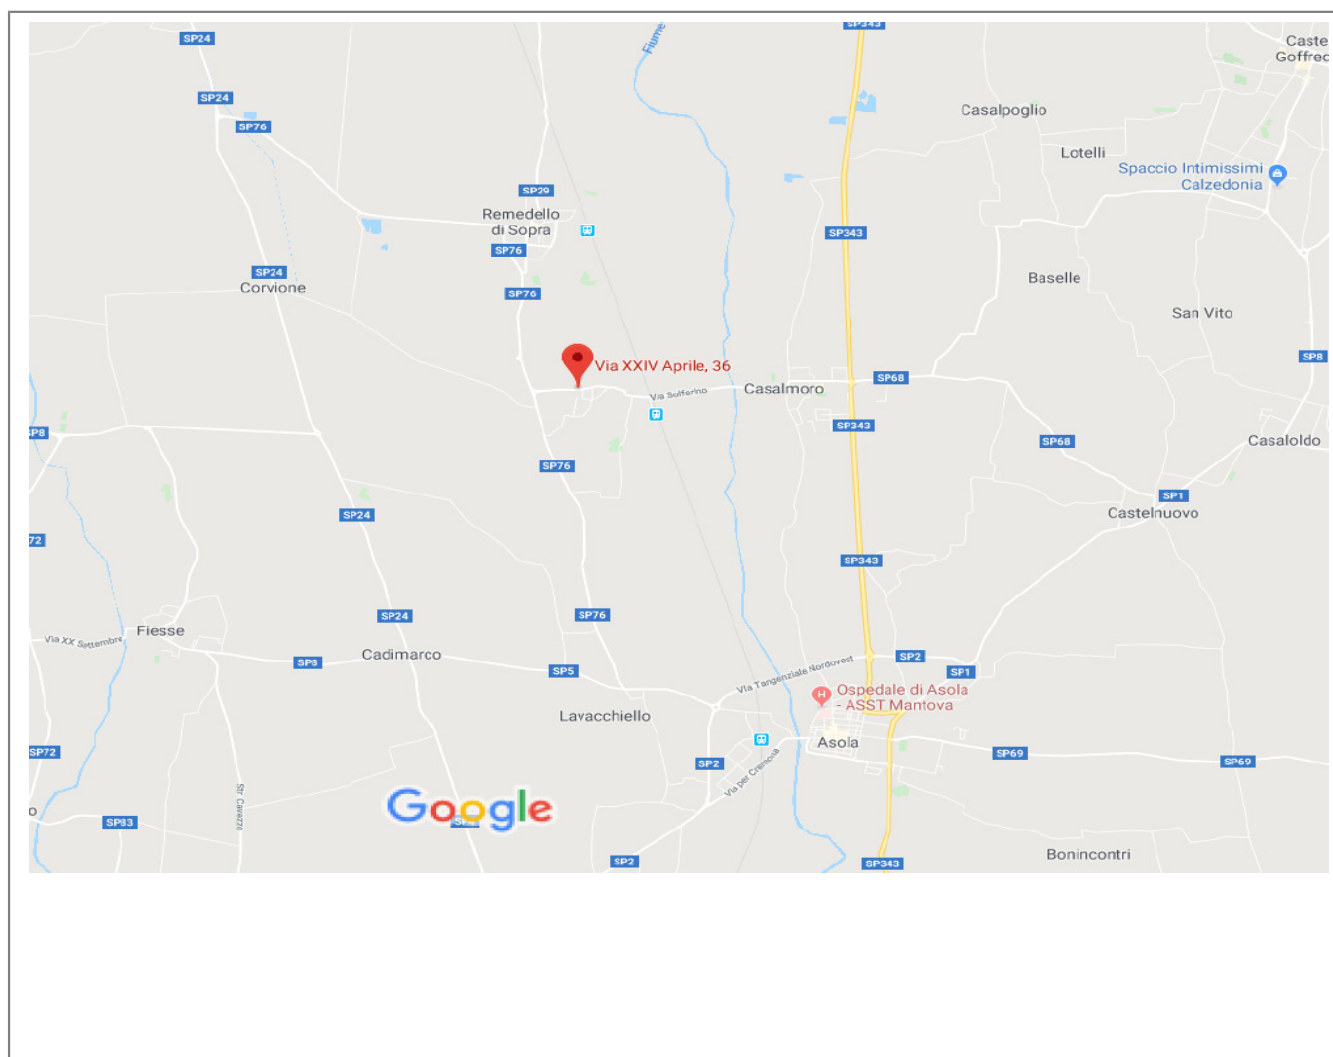 SP24
Fiume
SP343
Caste
Goffred
SP24
SP76
Casalpoglio
Lotelli
Spaccio Intimissimi
Calzedonia
SP29
Remedello
di Sopra
SP343
SP76
SP24
Corvione
Baselle
SP76
San Vito
SP8
Via XXIV Aprile, 36
Via Solferino
Casalmoro
SP68
SP343
SP8
SP68
Casaloldo
SP76
SP1
SP24
Castelnuovo
72
SP343
SP24
SP76
Fiesse
Via XX Settembre
Cadimarco
SP8
SP5
SP2
SP1
Via Tangenziale Nordovest
Ospedale di Asola
- ASST Mantova
Lavacchiello
Asola
SP72
SP69
SP69
SP2
Via per Cremona
Str. Cavezzo
Google
o
SP83
Bonincontri
SP2
SP343